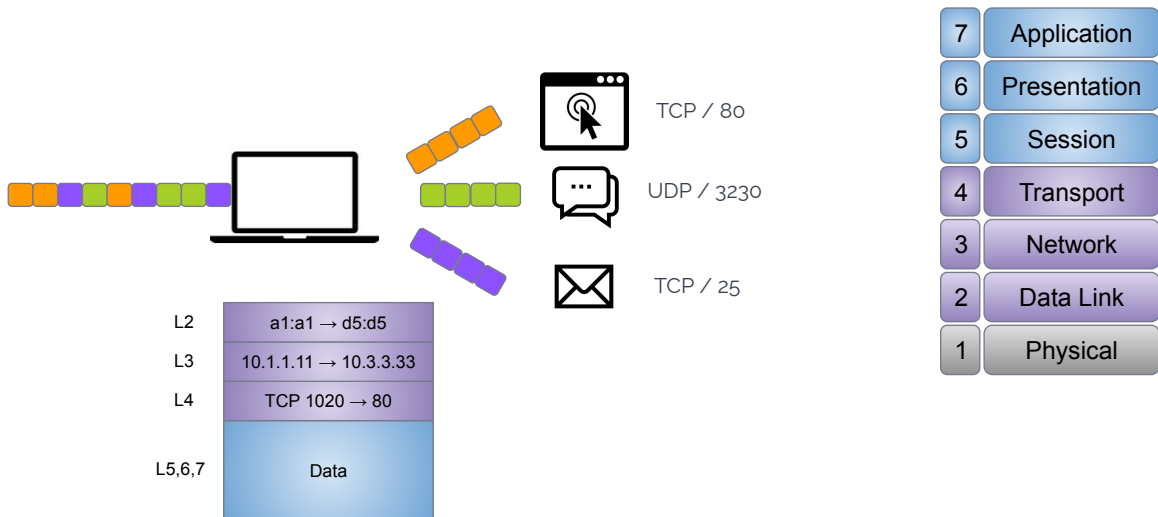 TCP / 80
UDP / 3230
TCP / 25
L2 a1:a1 → d5:d5
L3 10.1.1.11 → 10.3.3.33
L4 TCP 1020 → 80
L5,6,7 Data
7 Application
6 Presentation
5 Session
4 Transport
3 Network
2 Data Link
1 Physical